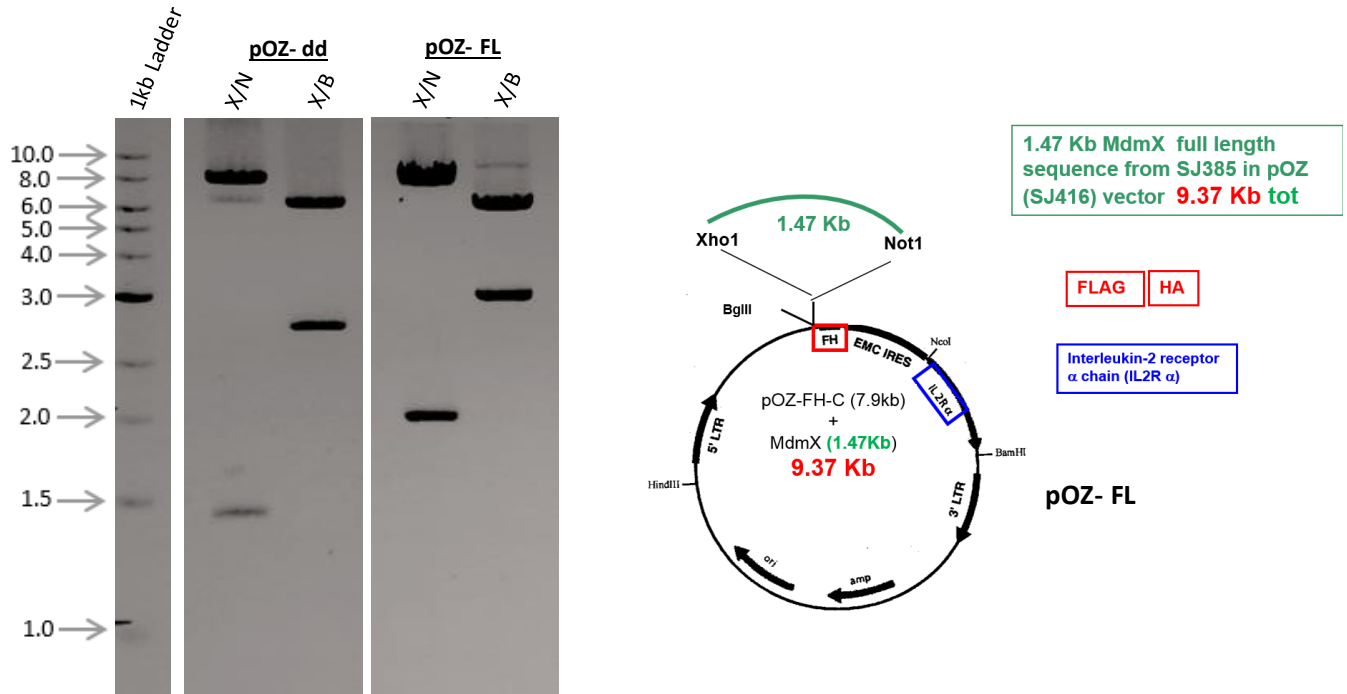 1kb Ladder
pOZ- dd
X/N
X/B
pOZ- FL
X/N
X/B
10.0
8.0
6.0
5.0
4.0
3.0
2.5
2.0
1.5
1.0
1.47 Kb
Xho1
Not1
BglII
FH
EMC IRES
NcoI
IL2R α
5' LTR
pOZ-FH-C (7.9kb)
+
MdmX (1.47Kb)
9.37 Kb
BamHI
HindIII
3' LTR
ori
amp
1.47 Kb MdmX full length
sequence from SJ385 in pOZ
(SJ416) vector 9.37 Kb tot
FLAG HA
Interleukin-2 receptor
α chain (IL2R α)
pOZ- FL